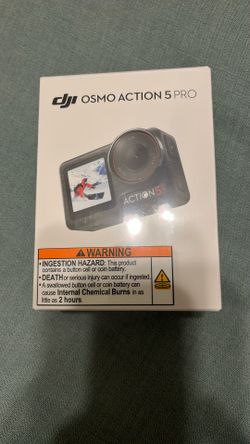 dji OSMO ACTION 5 PRO
ACTION5
WARNING
• INGESTION HAZARD: This product
contains a button cell or coin battery.
• DEATH or serious injury can occur if ingested.
• A swallowed button cell or coin battery can
cause Internal Chemical Burns in as
little as 2 hours.